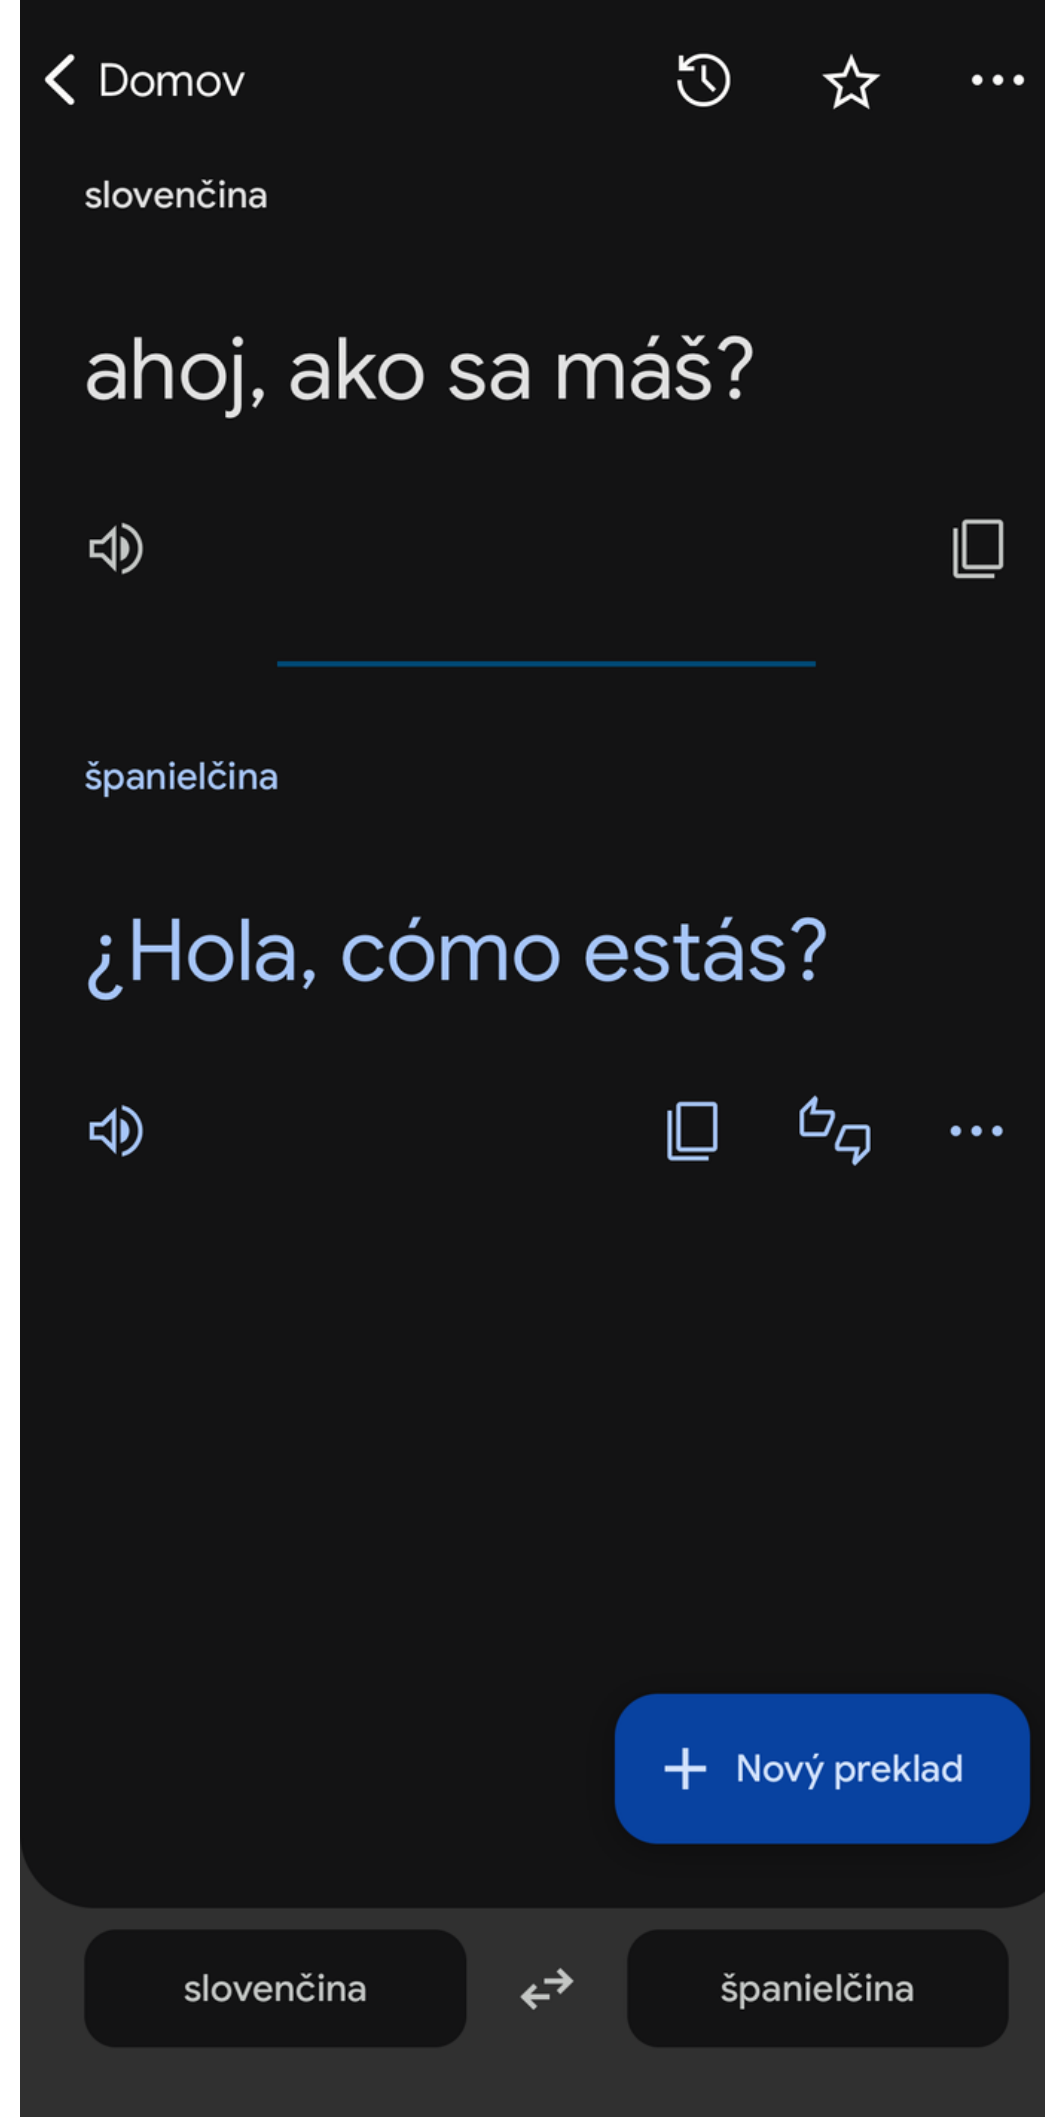 Domov
slovenčina
ahoj, ako sa máš?
španielčina
¿Hola, cómo estás?
Nový preklad
slovenčina
španielčina